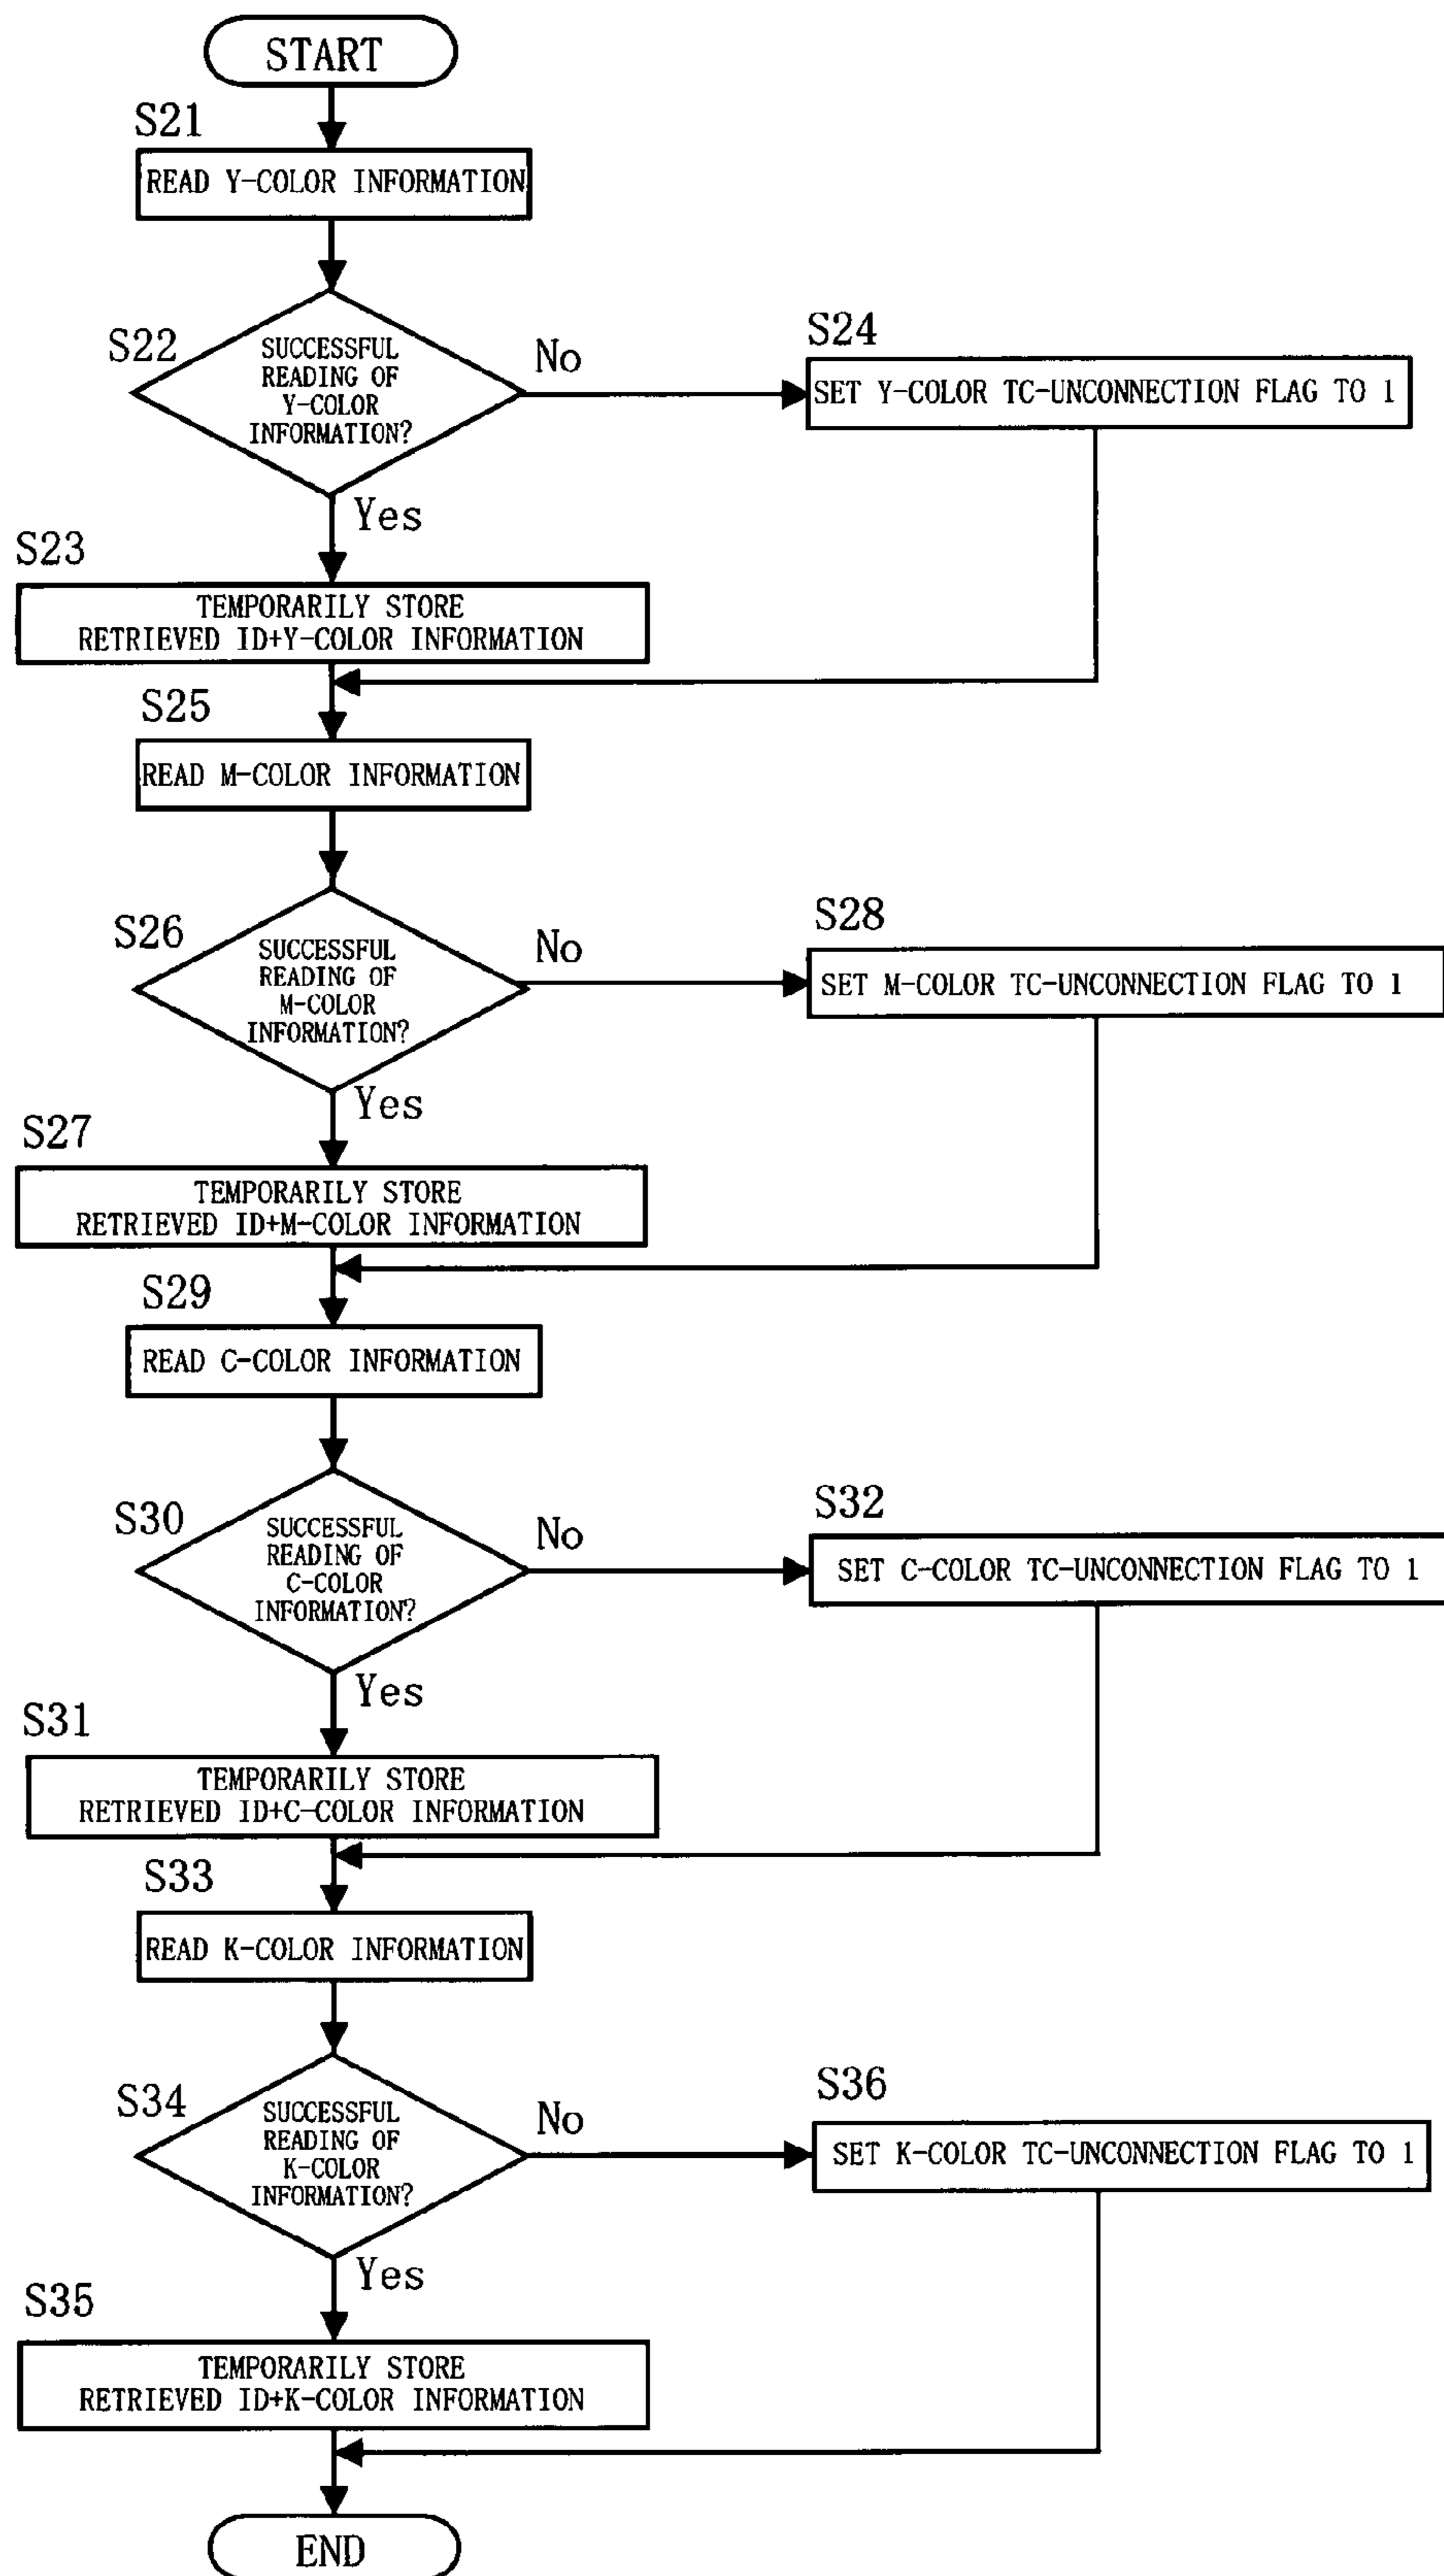 START
S21
READ Y-COLOR INFORMATION
S22
SUCCESSFUL
READING OF
Y-COLOR
INFORMATION?
No
S24
SET Y-COLOR TC-UNCONNECTION FLAG TO 1
Yes
S23
TEMPORARILY STORE
RETRIEVED ID+Y-COLOR INFORMATION
S25
READ M-COLOR INFORMATION
S26
SUCCESSFUL
READING OF
M-COLOR
INFORMATION?
No
S28
SET M-COLOR TC-UNCONNECTION FLAG TO 1
Yes
S27
TEMPORARILY STORE
RETRIEVED ID+M-COLOR INFORMATION
S29
READ C-COLOR INFORMATION
S30
SUCCESSFUL
READING OF
C-COLOR
INFORMATION?
No
S32
SET C-COLOR TC-UNCONNECTION FLAG TO 1
Yes
S31
TEMPORARILY STORE
RETRIEVED ID+C-COLOR INFORMATION
S33
READ K-COLOR INFORMATION
S34
SUCCESSFUL
READING OF
K-COLOR
INFORMATION?
No
S36
SET K-COLOR TC-UNCONNECTION FLAG TO 1
Yes
S35
TEMPORARILY STORE
RETRIEVED ID+K-COLOR INFORMATION
END